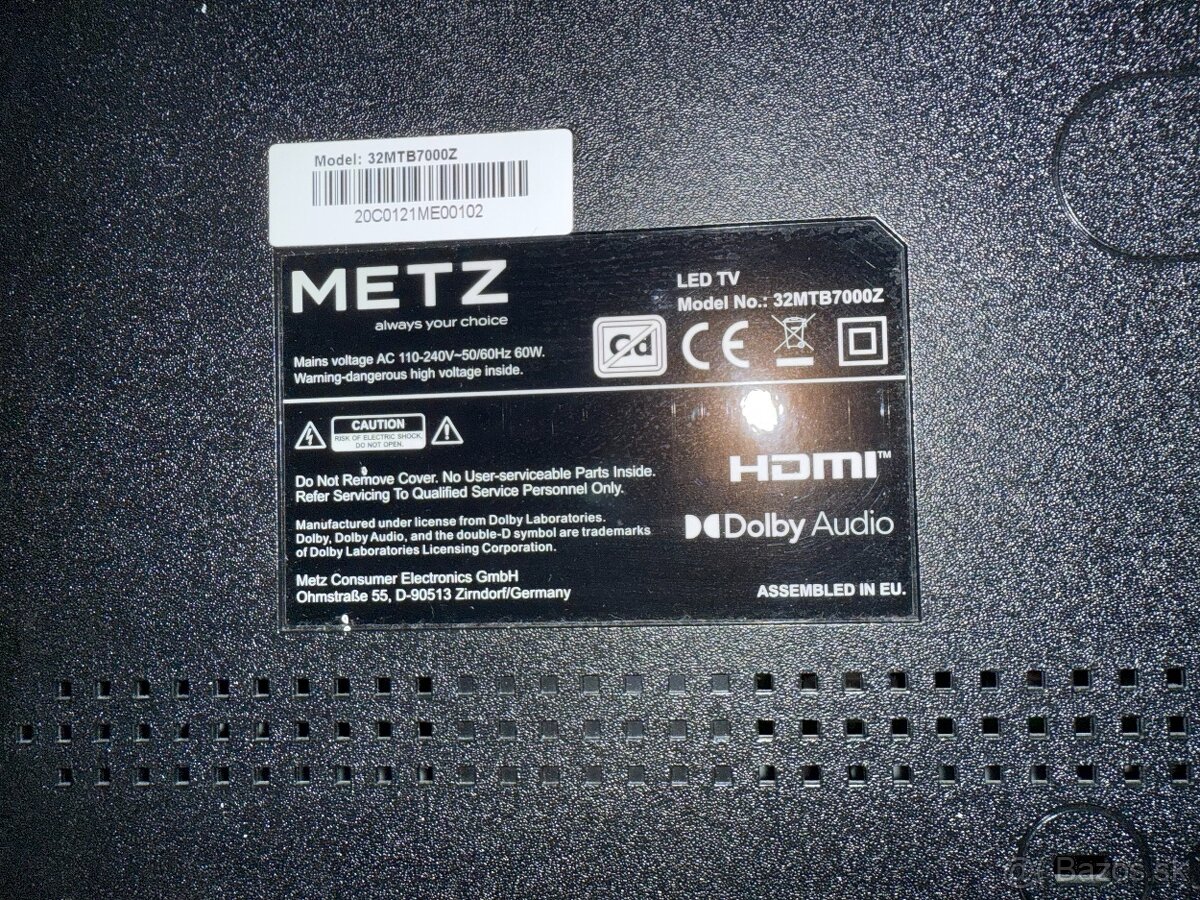 Model: 32MTB7000Z
20C0121ME00102
METZ
always your choice
Mains voltage AC 110-240V~50/60Hz 60W.
Warning-dangerous high voltage inside.
LED TV
Model No.: 32MTB7000Z
Cd
CE
CAUTION
RISK OF ELECTRIC SHOCK,
DO NOT OPEN.
Do Not Remove Cover. No User-serviceable Parts Inside.
Refer Servicing To Qualified Service Personnel Only.
Manufactured under license from Dolby Laboratories.
Dolby, Dolby Audio, and the double-D symbol are trademarks
of Dolby Laboratories Licensing Corporation.
Metz Consumer Electronics GmbH
Ohmstraße 55, D-90513 Zirndorf/Germany
HDMI™
Dolby Audio
ASSEMBLED IN EU.
Bazos.sk